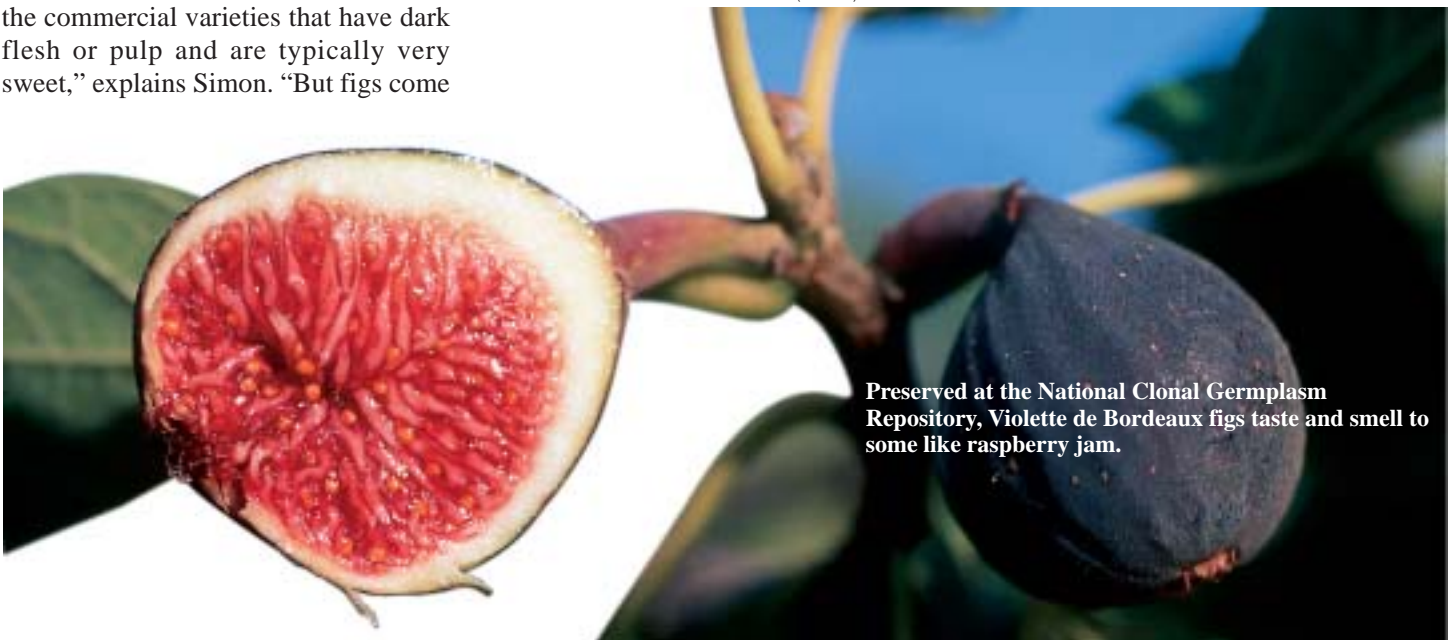 the commercial varieties that have dark
flesh or pulp and are typically very
sweet,” explains Simon. “But figs come
Preserved at the National Clonal Germplasm
Repository, Violette de Bordeaux figs taste and smell to
some like raspberry jam.